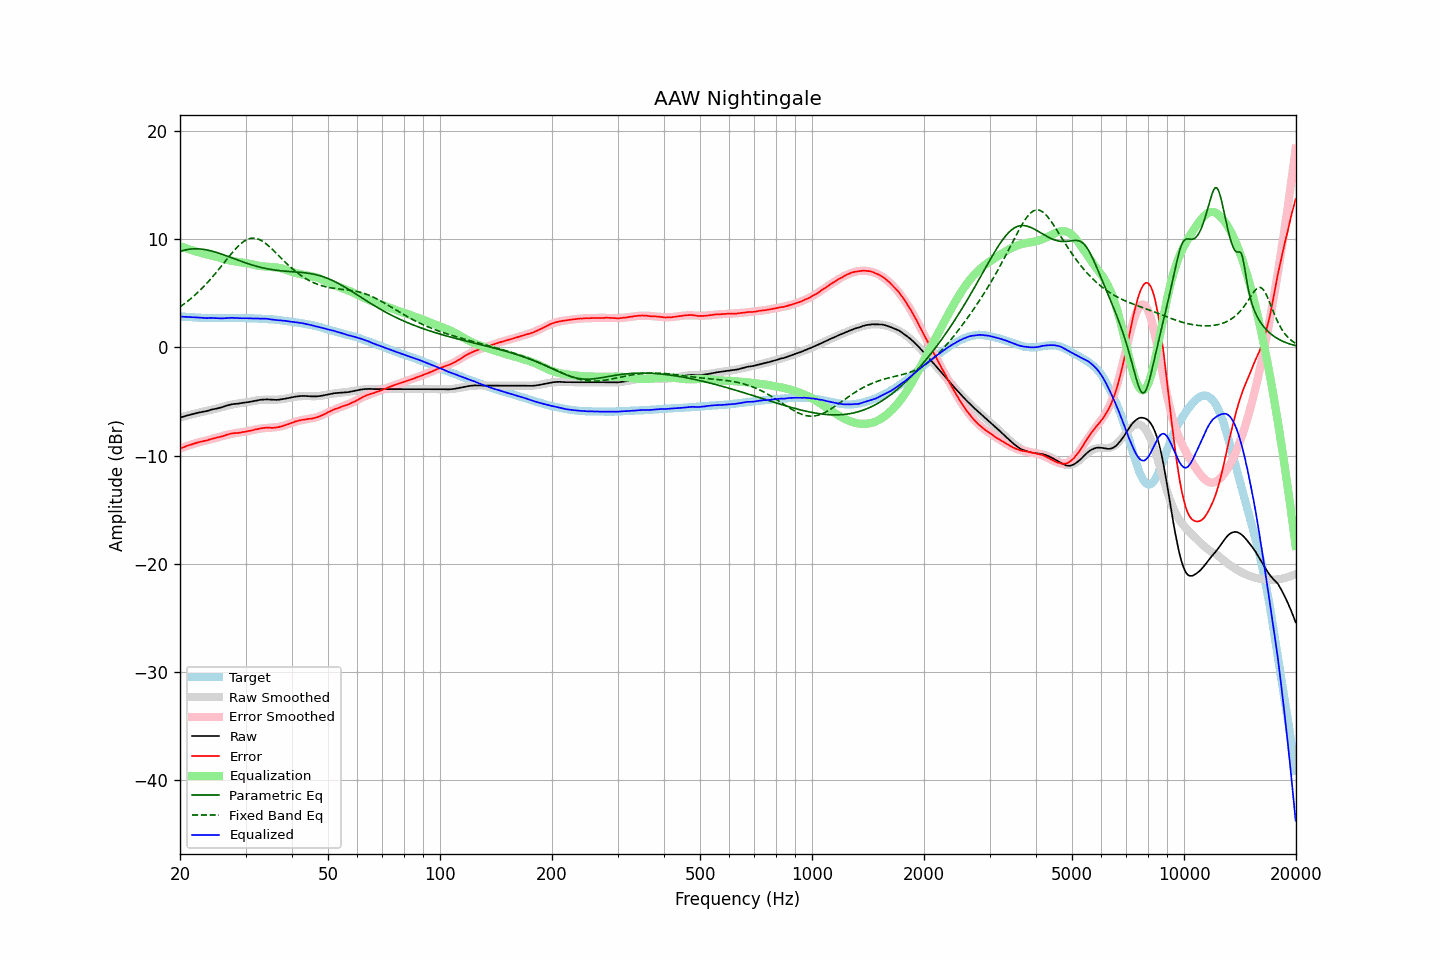 AAW Nightingale
20
10
0
−10
−20
−30
−40
Amplitude (dBr)
Target
Raw Smoothed
Error Smoothed
Raw
Error
Equalization
Parametric Eq
Fixed Band Eq
Equalized
20 50 100 200 500 1000 2000 5000 10000 20000
Frequency (Hz)